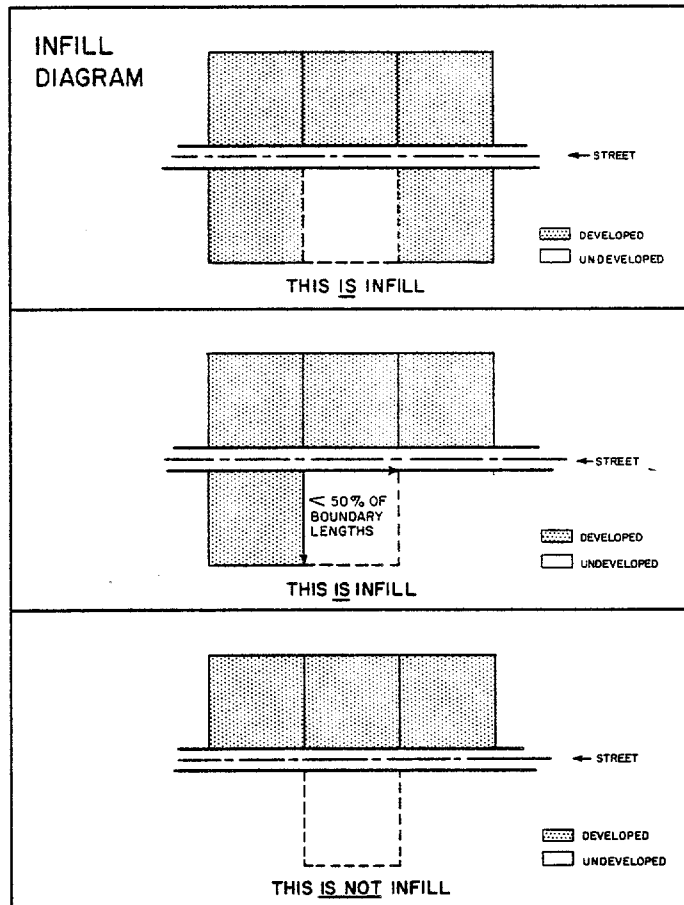 INFILL
DIAGRAM
← STREET
DEVELOPED
UNDEVELOPED
THIS IS INFILL
← STREET
< 50% OF
BOUNDARY
LENGTHS
DEVELOPED
UNDEVELOPED
THIS IS INFILL
← STREET
DEVELOPED
UNDEVELOPED
THIS IS NOT INFILL